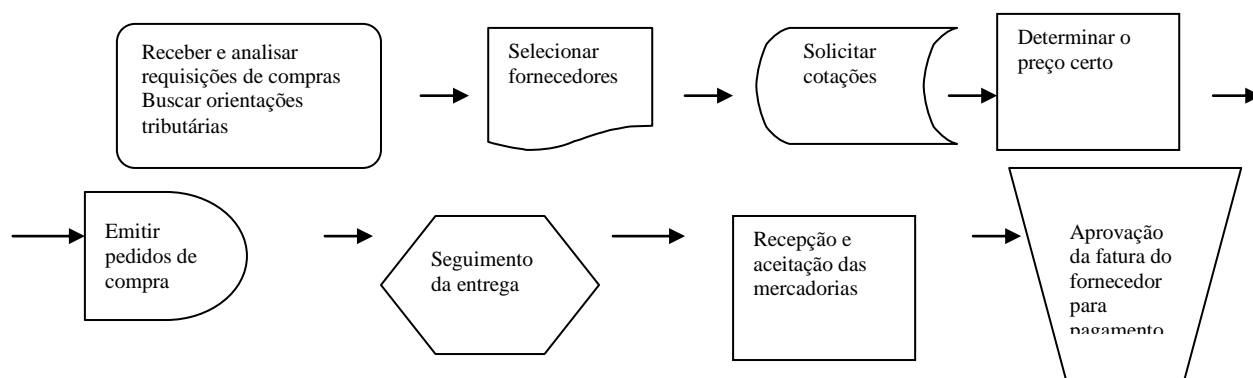 Receber e analisar
requisições de compras
Buscar orientações
tributárias
Selecionar
fornecedores
Solicitar
cotações
Determinar o
preço certo
Emitir
pedidos de
compra
Seguimento
da entrega
Recepção e
aceitação das
mercadorias
Aprovação
da fatura do
fornecedor
para
pagamento